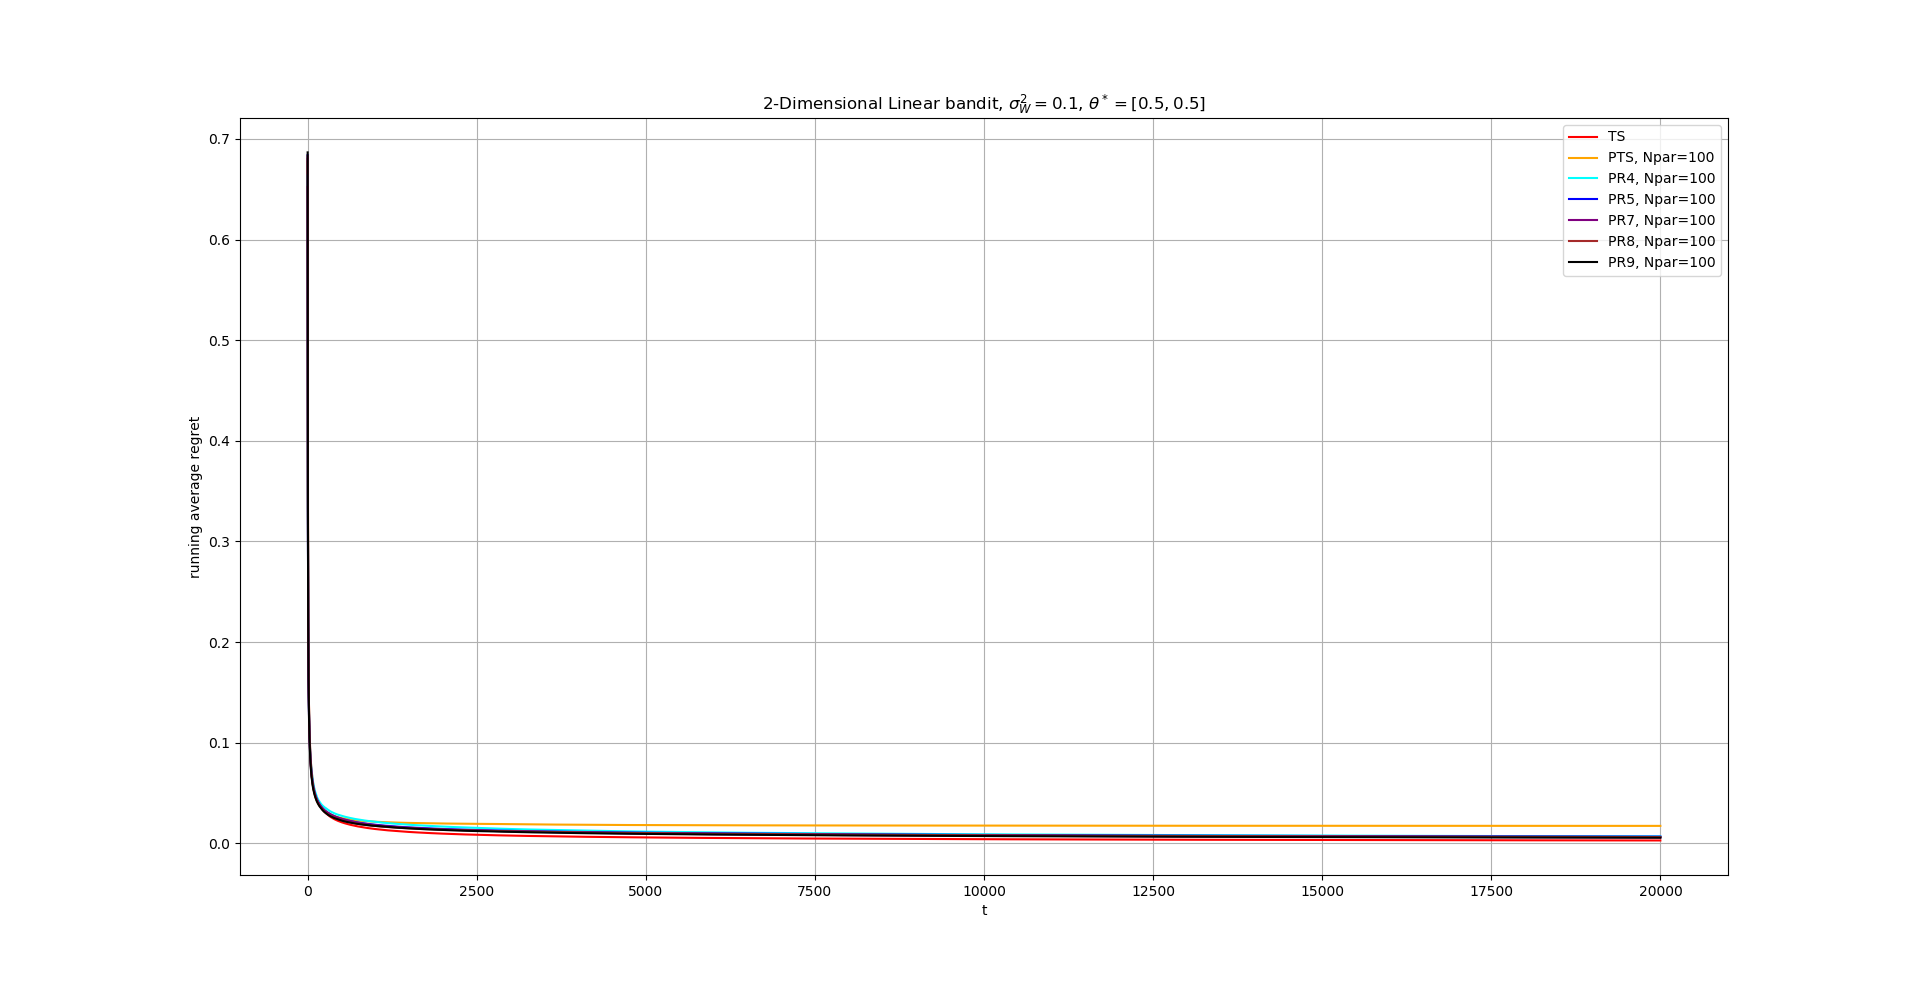 2-Dimensional Linear bandit, $\sigma_W^2 = 0.1$, $\theta^* = [0.5, 0.5]$
running average regret
0.7
0.6
0.5
0.4
0.3
0.2
0.1
0.0
TS
PTS, Npar=100
PR4, Npar=100
PR5, Npar=100
PR7, Npar=100
PR8, Npar=100
PR9, Npar=100
0 2500 5000 7500 10000 12500 15000 17500 20000
t